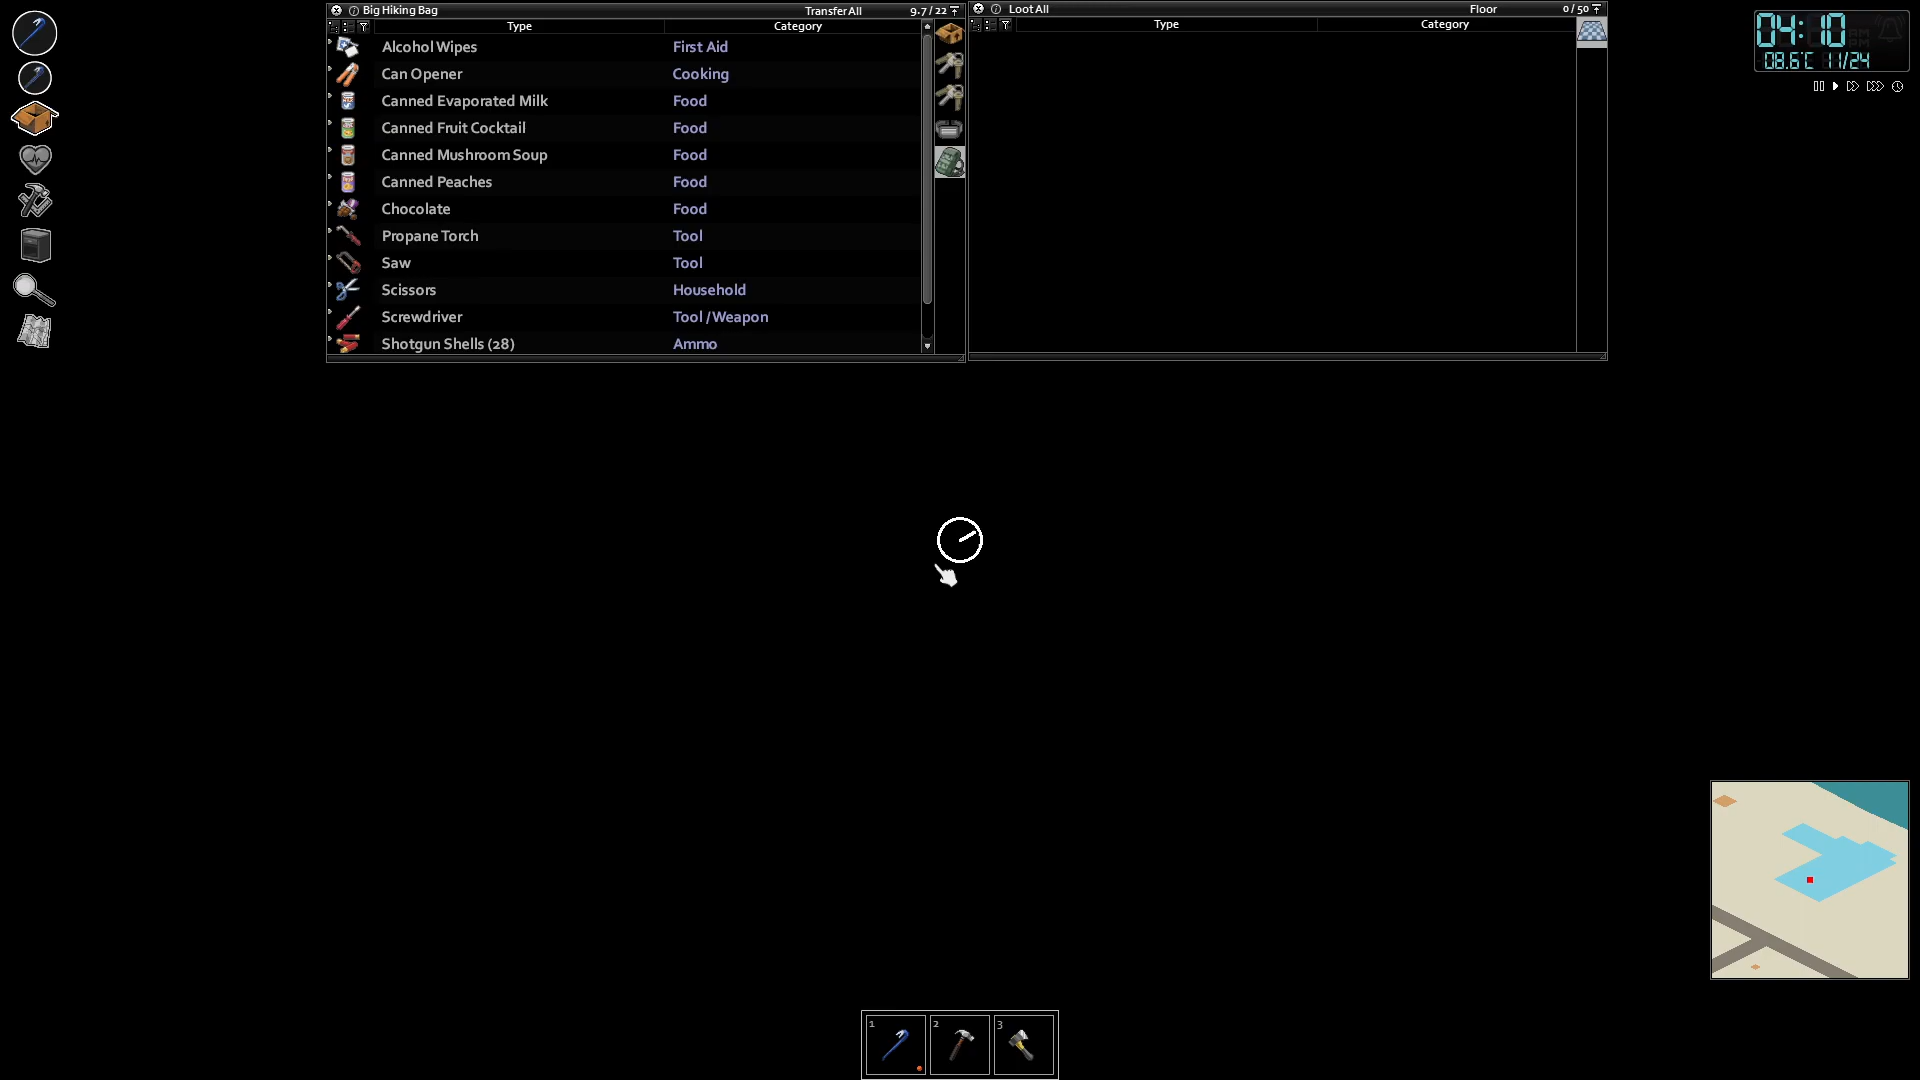 Big Hiking Bag Transfer All 9.7 / 22
Type Category
Alcohol Wipes First Aid
Can Opener Cooking
Canned Evaporated Milk Food
Canned Fruit Cocktail Food
Canned Mushroom Soup Food
Canned Peaches Food
Chocolate Food
Propane Torch Tool
Saw Tool
Scissors Household
Screwdriver Tool / Weapon
Shotgun Shells (28) Ammo
Loot All Floor 0 / 50
Type Category
04:10
08.6°C 11/24
1 2 3